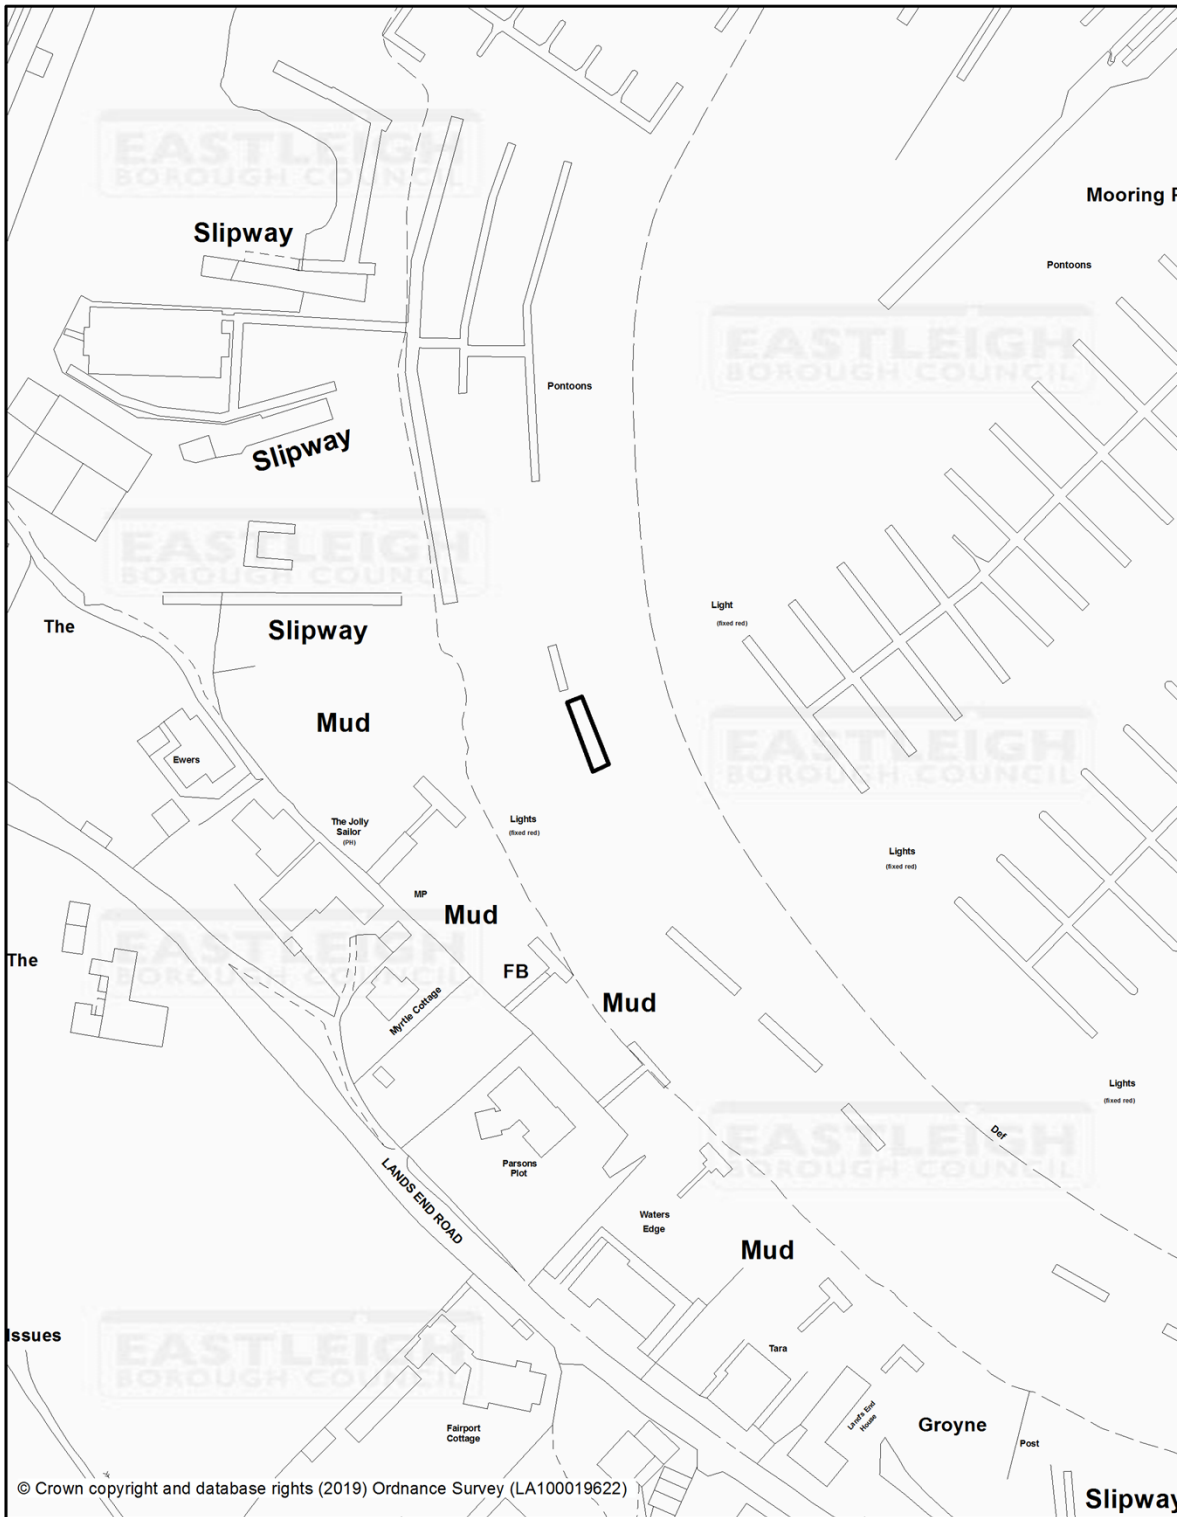 EASTLEIGH
BOROUGH COUNCIL
Mooring P
Slipway
Pontoons
EASTLEIGH
BOROUGH COUNCIL
Pontoons
Slipway
EASTLEIGH
BOROUGH COUNCIL
Light
(fixed red)
The
Slipway
Mud
EASTLEIGH
BOROUGH COUNCIL
Ewers
The Jolly
Sailor
(PH)
Lights
(fixed red)
Lights
(fixed red)
MP
Mud
EASTLEIGH
BOROUGH COUNCIL
The
FB
Myrtle Cottage
Mud
Lights
(fixed red)
EASTLEIGH
BOROUGH COUNCIL
Def
Parsons
Plot
LANDS END ROAD
Waters
Edge
Mud
Issues
EASTLEIGH
BOROUGH COUNCIL
Tara
Land's End
House
Fairport
Cottage
Groyne
Post
© Crown copyright and database rights (2019) Ordnance Survey (LA100019622)
Slipway